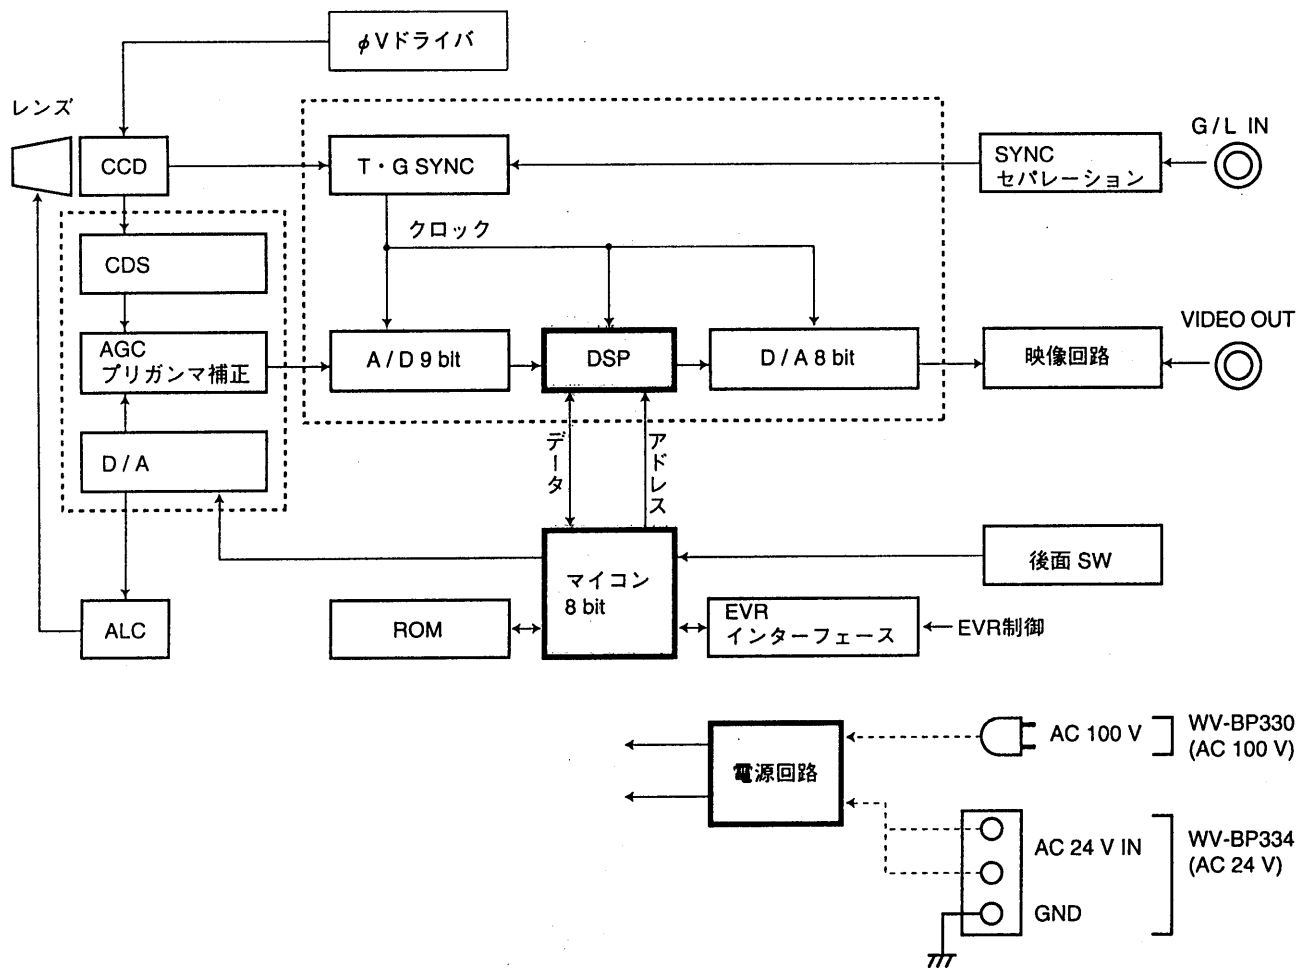 φVドライバ
レンズ
CCD
T・G SYNC
SYNC
セパレーション
G / L IN
クロック
CDS
AGC
プリガンマ補正
A / D 9 bit
DSP
D / A 8 bit
映像回路
VIDEO OUT
D / A
データ
アドレス
マイコン
8 bit
後面 SW
ALC
ROM
EVR
インターフェース
EVR制御
電源回路
AC 100 V
WV-BP330
(AC 100 V)
AC 24 V IN
WV-BP334
(AC 24 V)
GND